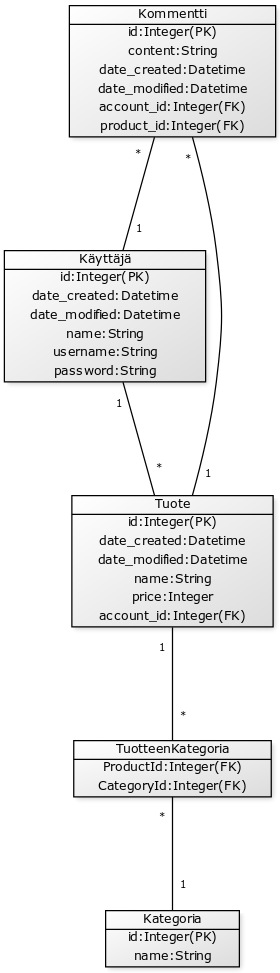 Kommentti
id:Integer(PK)
content:String
date_created:Datetime
date_modified:Datetime
account_id:Integer(FK)
product_id:Integer(FK)
*
*
1
Käyttäjä
id:Integer(PK)
date_created:Datetime
date_modified:Datetime
name:String
username:String
password:String
1
*
1
Tuote
id:Integer(PK)
date_created:Datetime
date_modified:Datetime
name:String
price:Integer
account_id:Integer(FK)
1
*
TuotteenKategoria
ProductId:Integer(FK)
CategoryId:Integer(FK)
*
1
Kategoria
id:Integer(PK)
name:String